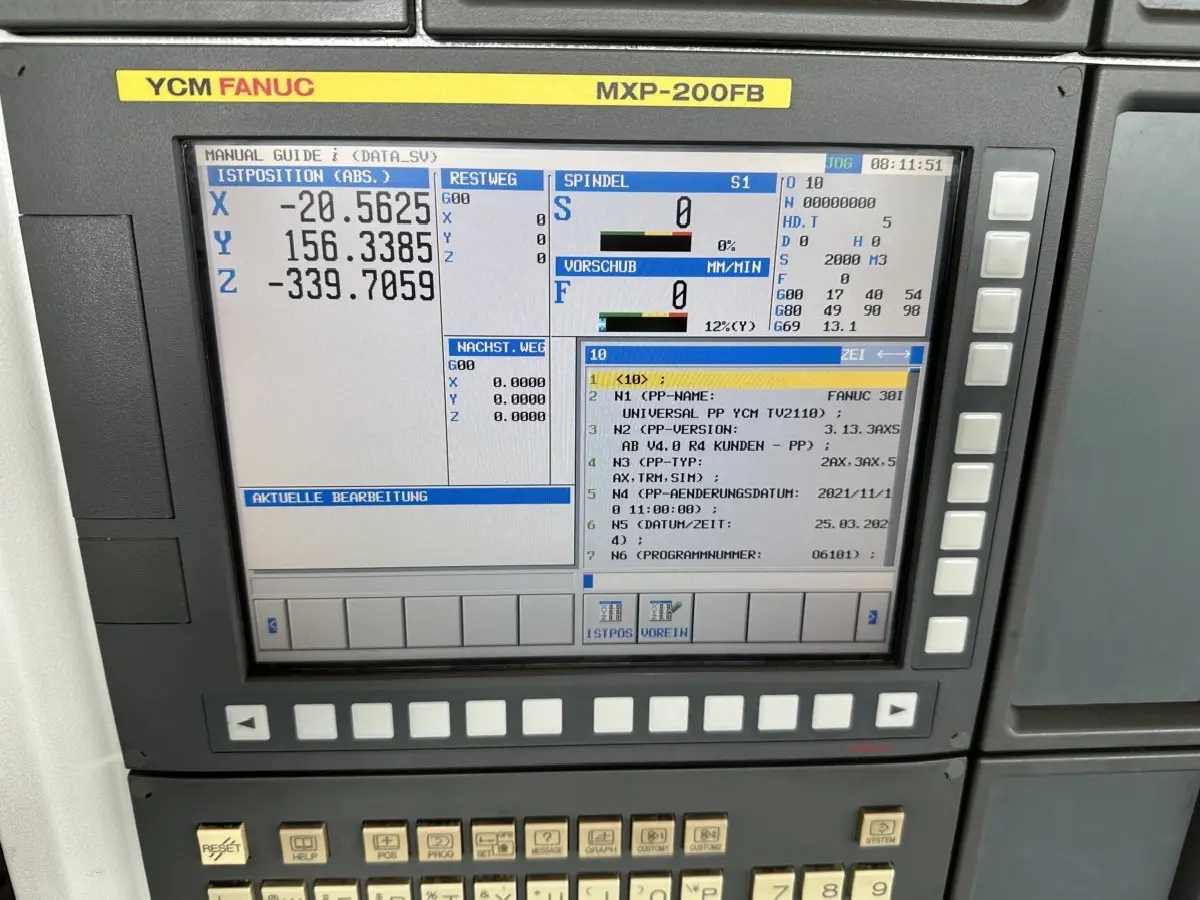 YCM FANUC MXP-200FB
MANUAL GUIDE i (DATA_SV) JOG 08:11:51
ISTPOSITION (ABS.)
X -20.5625
Y 156.3385
Z -339.7059
RESTWEG
G00
X 0
Y 0
Z 0
SPINDEL S1
S 0
0%
VORSCHUB MM/MIN
F 0
12%(Y)
O 10
N 00000000
HD.T 5
D 0 H 0
S 2000 M3
F 0
G00 17 40 54
G80 49 90 98
G69 13.1
NACHST.WEG
G00
X 0.0000
Y 0.0000
Z 0.0000
10 ZEI ←→
1 <10> ;
2 N1 (PP-NAME: FANUC 30I
UNIVERSAL PP YCM TV2110) ;
3 N2 (PP-VERSION: 3.13.3AXS
AB V4.0 R4 KUNDEN - PP) ;
4 N3 (PP-TYP: 2AX,3AX,5
AX,TRM,SIM) ;
5 N4 (PP-AENDERUNGSDATUM: 2021/11/1
0 11:00:00) ;
6 N5 (DATUM/ZEIT: 25.03.202
4) ;
7 N6 (PROGRAMMNUMMER: O6101) ;
AKTUELLE BEARBEITUNG
< ISTPOS VOREIN >
RESET HELP POS PROG MESSAGE GRAPH CUSTOM1 CUSTOM2 SYSTEM
7 8 9